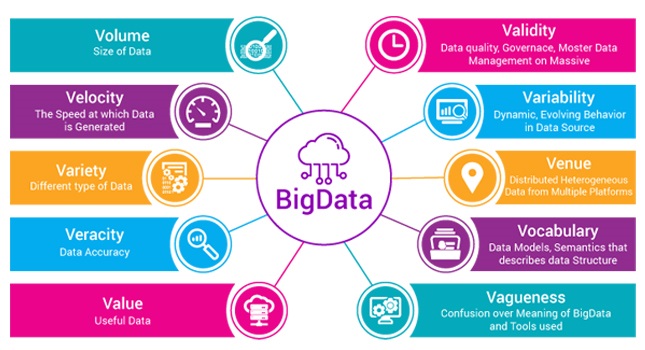 Volume
Size of Data
Velocity
The Speed at which Data
is Generated
Variety
Different type of Data
Veracity
Data Accuracy
Value
Useful Data
BigData
Validity
Data quality, Governace, Moster Data
Management on Massive
Variability
Dynamic, Evolving Behavior
in Data Source
Venue
Distributed Heterogeneous
Data from Multiple Platforms
Vocabulary
Data Models, Semantics that
describes data Structure
Vagueness
Confusion over Meaning of BigData
and Tools used